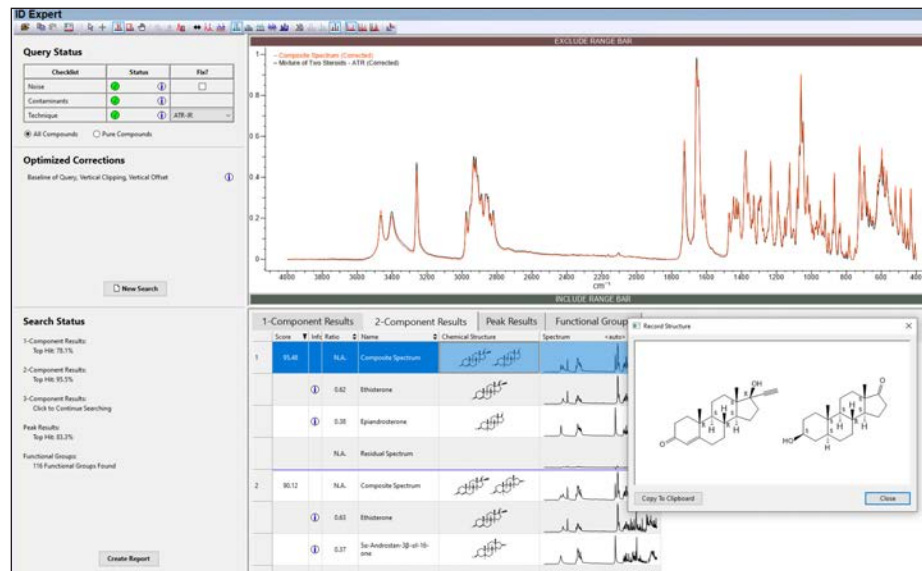 ID Expert
Query Status
Checklist Status Fix?
Noise
Contaminants
Technique ATR-IR
All Compounds Pure Compounds
Optimized Corrections
Baseline of Query, Vertical Clipping, Vertical Offset
New Search
Search Status
1-Component Results:
Top Hit: 78.1%
2-Component Results:
Top Hit: 95.5%
3-Component Results:
Click to Continue Searching
Peak Results:
Top Hit: 83.3%
Functional Groups:
116 Functional Groups Found
Create Report
EXCLUDE RANGE BAR
Composite Spectrum (Corrected)
Mixture of Two Steroids - ATR (Corrected)
1
0.8
0.6
0.4
0.2
0
4000 3600 3200 2800 2400 2000 1800 1600 1400 1200 1000 800 600 400
cm⁻¹
INCLUDE RANGE BAR
1-Component Results 2-Component Results Peak Results Functional Group
Score Ratio Name Chemical Structure Spectrum <auto>
1 95.48 N.A. Composite Spectrum
0.62 Ethisterone
0.38 Epiandrosterone
N.A. Residual Spectrum
2 90.12 N.A. Composite Spectrum
0.63 Ethisterone
0.37 5α-Androstan-3β-ol-16-
one
Record Structure
OH
O
O
HO
H
H
H
H
H
H
Copy To Clipboard Close